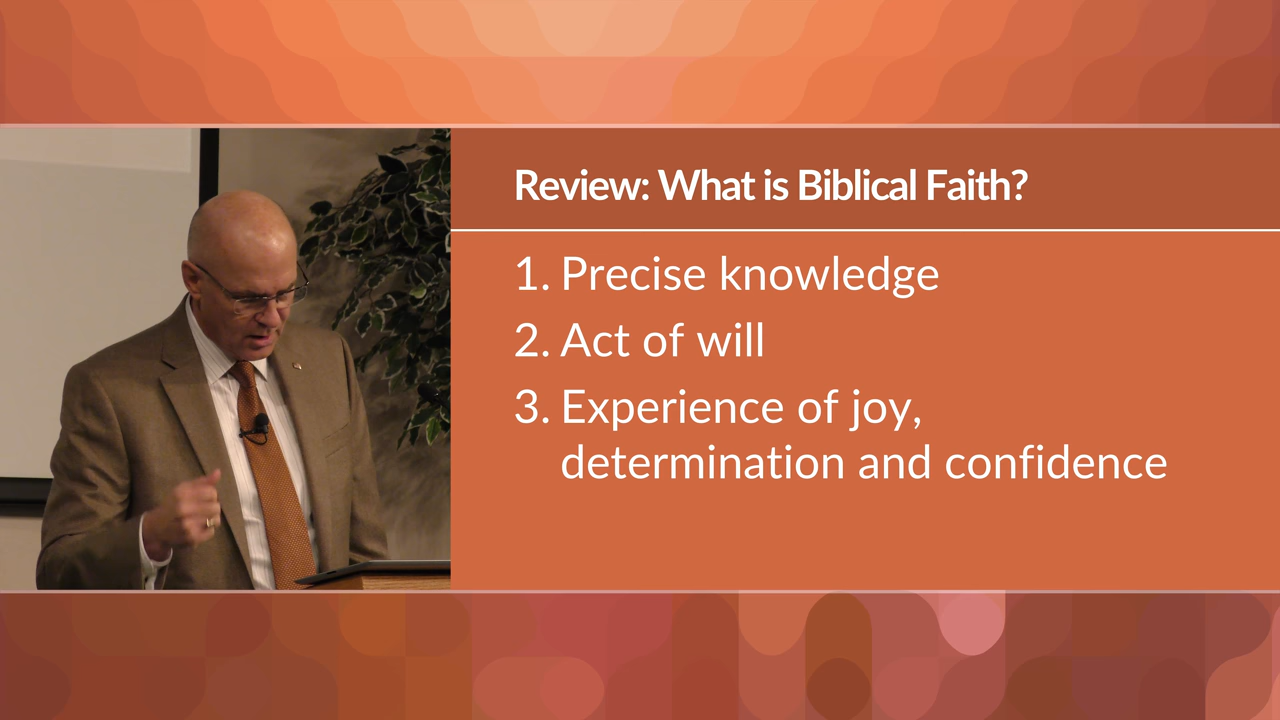 Review: What is Biblical Faith?
1. Precise knowledge
2. Act of will
3. Experience of joy,
determination and confidence